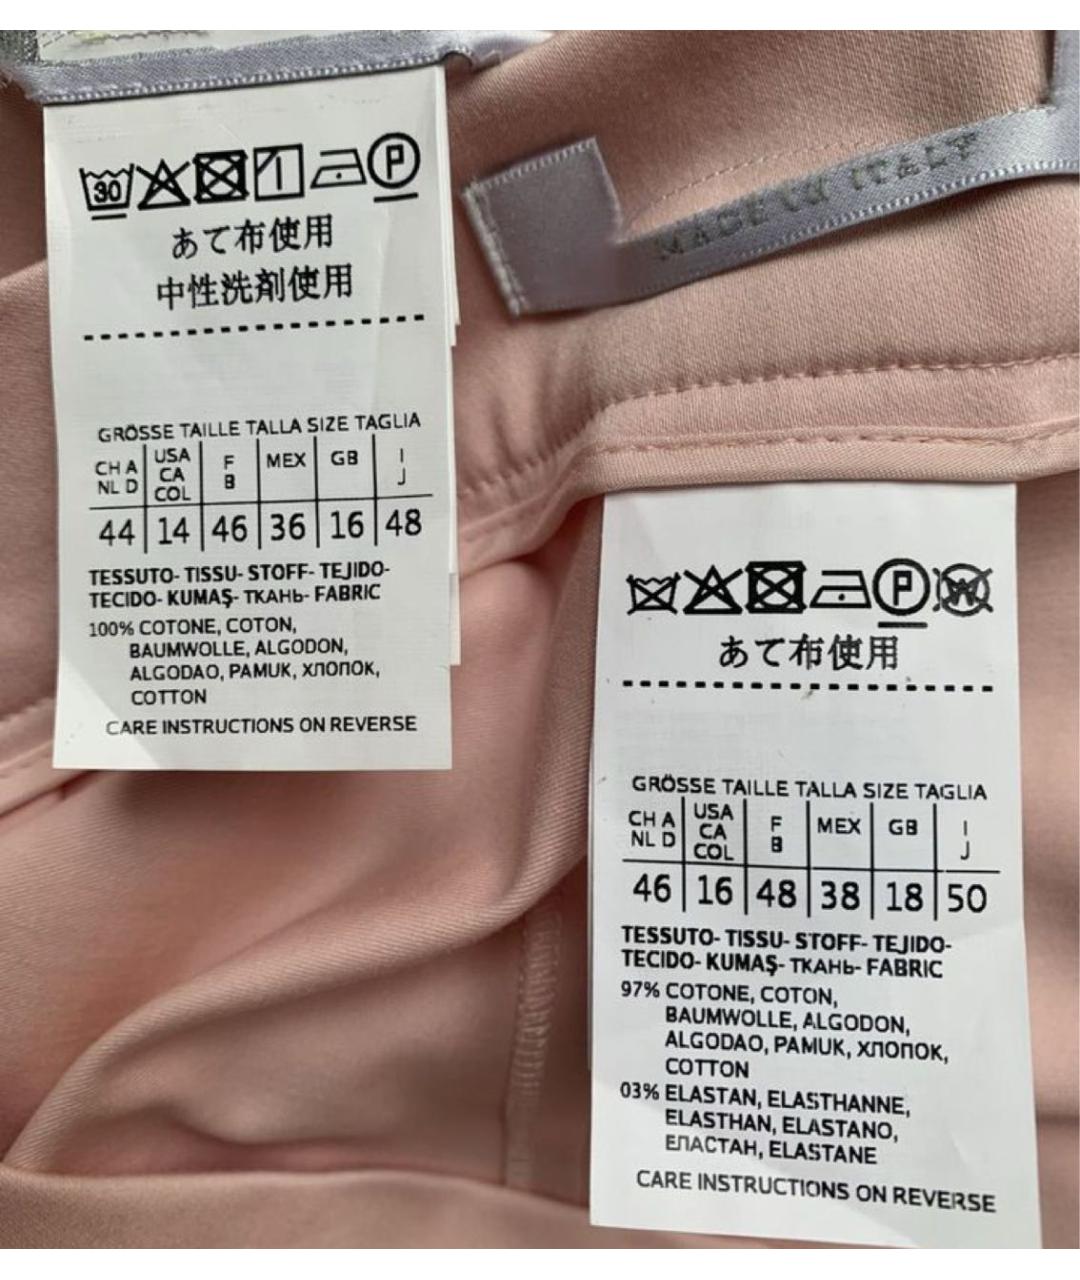 30 P
あて布使用
中性洗剤使用
GRÖSSE TAILLE TALLA SIZE TAGLIA
CH A NL D USA CA COL F B MEX GB I J
44 14 46 36 16 48
TESSUTO- TISSU- STOFF- TEJIDO-
TECIDO- KUMAŞ- ТКАНЬ- FABRIC
100% COTONE, COTON,
BAUMWOLLE, ALGODON,
ALGODAO, PAMUK, ХЛОПОК,
COTTON
CARE INSTRUCTIONS ON REVERSE
MADE IN ITALY
P W
あて布使用
GRÖSSE TAILLE TALLA SIZE TAGLIA
CH A NL D USA CA COL F B MEX GB I J
46 16 48 38 18 50
TESSUTO- TISSU- STOFF- TEJIDO-
TECIDO- KUMAŞ- ТКАНЬ- FABRIC
97% COTONE, COTON,
BAUMWOLLE, ALGODON,
ALGODAO, PAMUK, ХЛОПОК,
COTTON
03% ELASTAN, ELASTHANNE,
ELASTHAN, ELASTANO,
ЕЛАСТАН, ELASTANE
CARE INSTRUCTIONS ON REVERSE